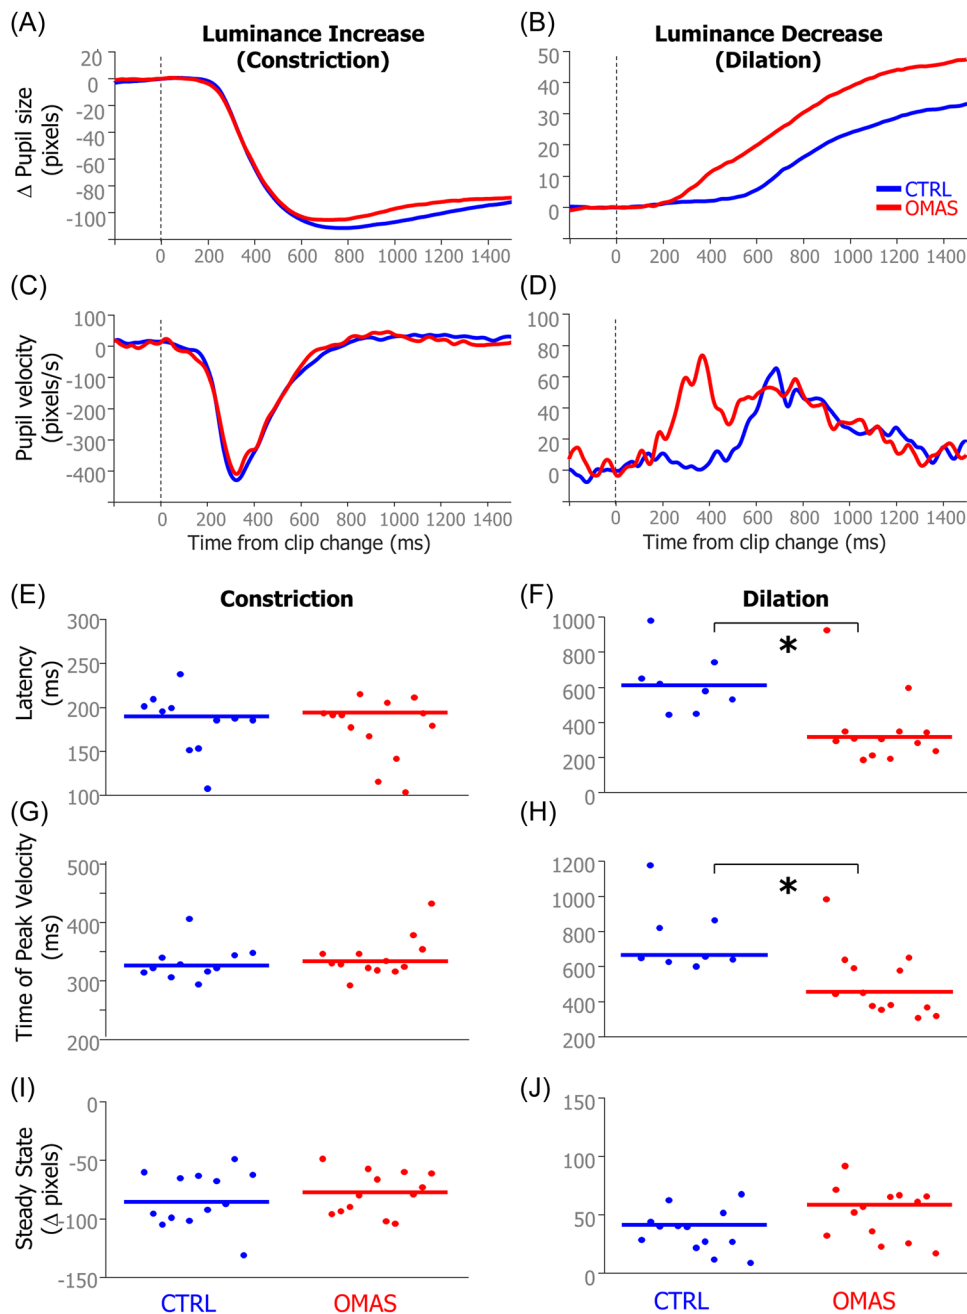 (A)
Luminance Increase
(Constriction)
(B)
Luminance Decrease
(Dilation)
Δ Pupil size
(pixels)
20
0
-20
-40
-60
-80
-100
0 200 400 600 800 1000 1200 1400
50
40
30
20
10
0
CTRL
OMAS
0 200 400 600 800 1000 1200 1400
(C)
Pupil velocity
(pixels/s)
100
0
-100
-200
-300
-400
0 200 400 600 800 1000 1200 1400
Time from clip change (ms)
(D)
100
80
60
40
20
0
0 200 400 600 800 1000 1200 1400
Time from clip change (ms)
(E)
Constriction
Latency
(ms)
300
250
200
150
100
(F)
Dilation
1000
800
600
400
200
0
*
(G)
Time of Peak Velocity
(ms)
500
400
300
200
(H)
1200
1000
800
600
400
200
*
(I)
Steady State
(Δ pixels)
0
-50
-100
-150
CTRL OMAS
(J)
150
100
50
0
CTRL OMAS